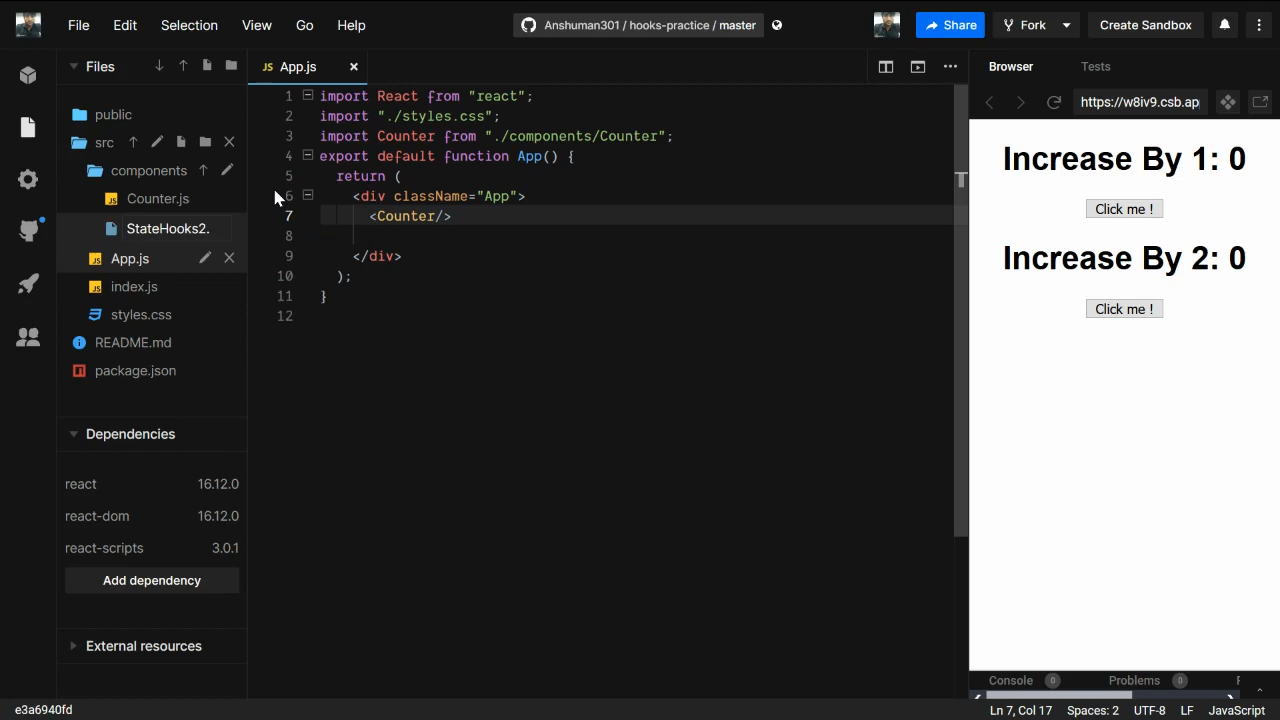 File Edit Selection View Go Help
Anshuman301 / hooks-practice / master
Share
Fork
Create Sandbox
Files
JS App.js
Browser
Tests
https://w8iv9.csb.ap
public
src
components
JS Counter.js
StateHooks2.
JS App.js
JS index.js
styles.css
README.md
package.json
Dependencies
react 16.12.0
react-dom 16.12.0
react-scripts 3.0.1
Add dependency
External resources
1 import React from "react";
2 import "./styles.css";
3 import Counter from "./components/Counter";
4 export default function App() {
5 return (
6 <div className="App">
7 <Counter/>
8
9 </div>
10 );
11 }
12
Increase By 1: 0
Click me !
Increase By 2: 0
Click me !
Console 0
Problems 0
e3a6940fd
Ln 7, Col 17 Spaces: 2 UTF-8 LF JavaScript